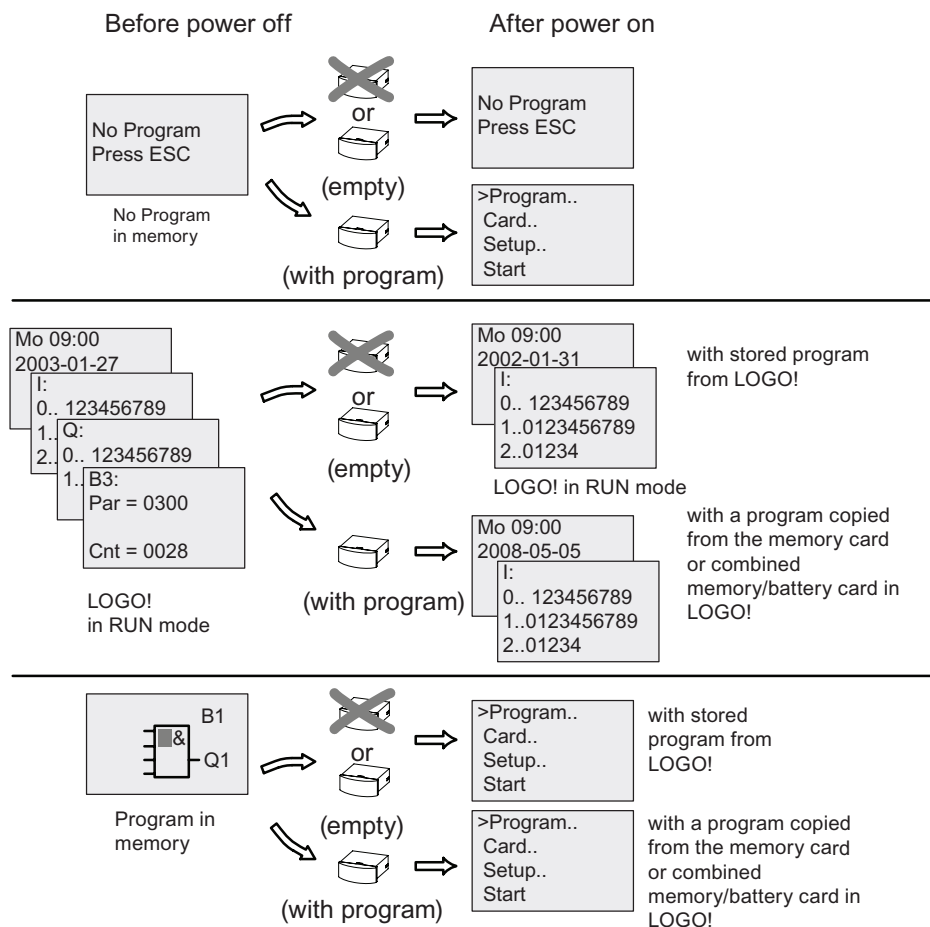 Before power off
After power on
No Program
Press ESC
No Program
in memory
or
(empty)
(with program)
No Program
Press ESC
>Program..
Card..
Setup..
Start
Mo 09:00
2003-01-27
I:
0.. 123456789
1..
2..
Q:
0.. 123456789
1..
B3:
Par = 0300
Cnt = 0028
LOGO!
in RUN mode
or
(empty)
(with program)
Mo 09:00
2002-01-31
I:
0.. 123456789
1..0123456789
2..01234
LOGO! in RUN mode
with stored program
from LOGO!
Mo 09:00
2008-05-05
I:
0.. 123456789
1..0123456789
2..01234
with a program copied
from the memory card
or combined
memory/battery card in
LOGO!
B1
&
Q1
Program in
memory
or
(empty)
(with program)
>Program..
Card..
Setup..
Start
with stored
program from
LOGO!
>Program..
Card..
Setup..
Start
with a program copied
from the memory card
or combined
memory/battery card in
LOGO!